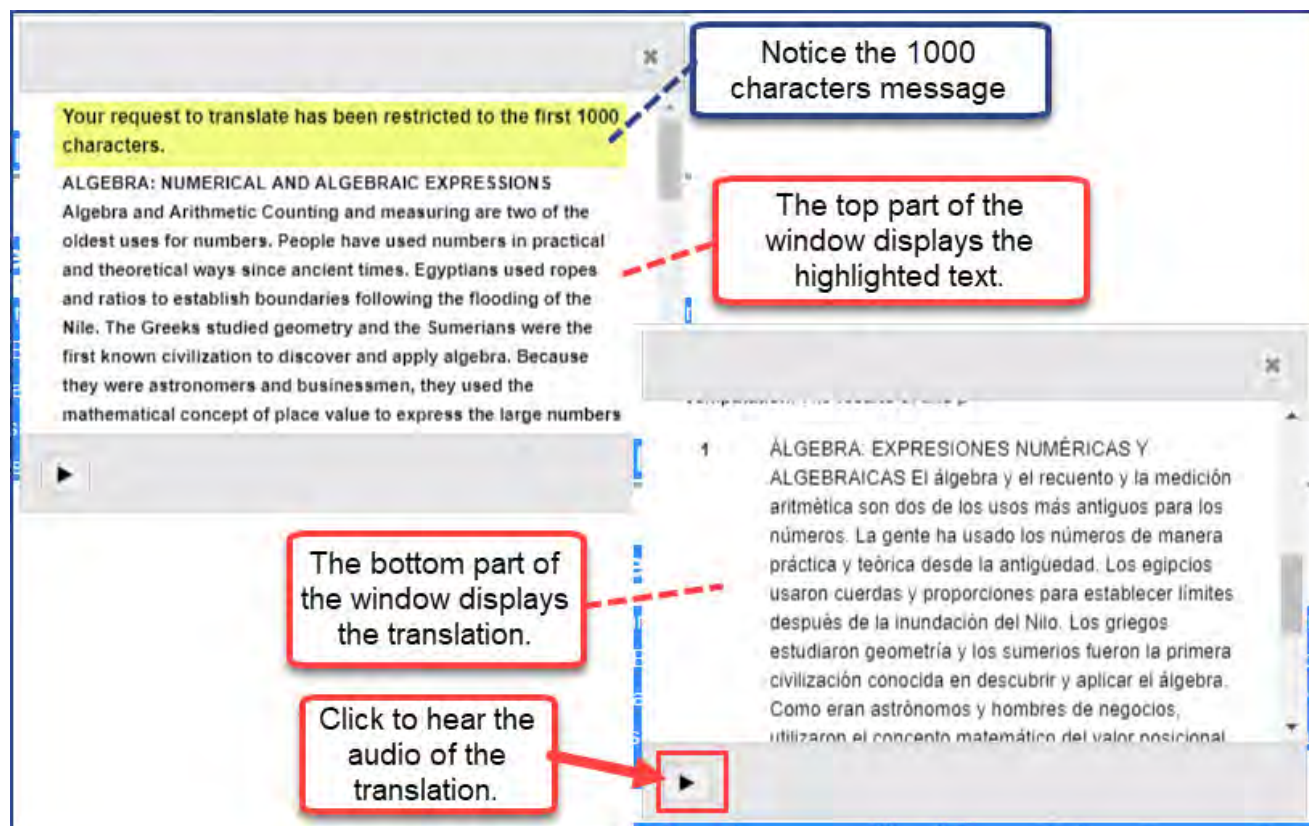 Notice the 1000
characters message
Your request to translate has been restricted to the first 1000
characters.
ALGEBRA: NUMERICAL AND ALGEBRAIC EXPRESSIONS
Algebra and Arithmetic Counting and measuring are two of the
oldest uses for numbers. People have used numbers in practical
and theoretical ways since ancient times. Egyptians used ropes
and ratios to establish boundaries following the flooding of the
Nile. The Greeks studied geometry and the Sumerians were the
first known civilization to discover and apply algebra. Because
they were astronomers and businessmen, they used the
mathematical concept of place value to express the large numbers
The top part of the
window displays the
highlighted text.
1 ÁLGEBRA: EXPRESIONES NUMÉRICAS Y
ALGEBRAICAS El álgebra y el recuento y la medición
aritmética son dos de los usos más antiguos para los
números. La gente ha usado los números de manera
práctica y teórica desde la antigüedad. Los egipcios
usaron cuerdas y proporciones para establecer límites
después de la inundación del Nilo. Los griegos
estudiaron geometría y los sumerios fueron la primera
civilización conocida en descubrir y aplicar el álgebra.
Como eran astrónomos y hombres de negocios,
utilizaron el concepto matemático del valor posicional
The bottom part of
the window displays
the translation.
Click to hear the
audio of the
translation.